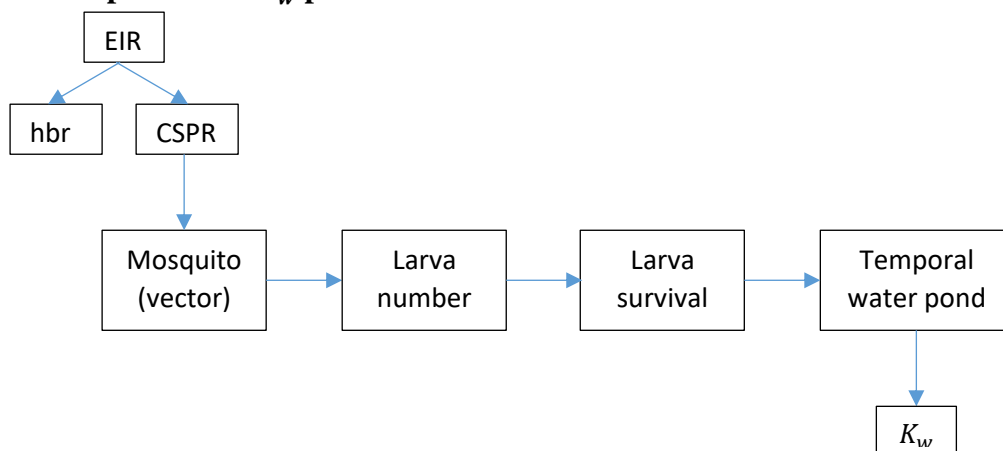 EIR
hbr
CSPR
Mosquito
(vector)
Larva
number
Larva
survival
Temporal
water pond
K_w